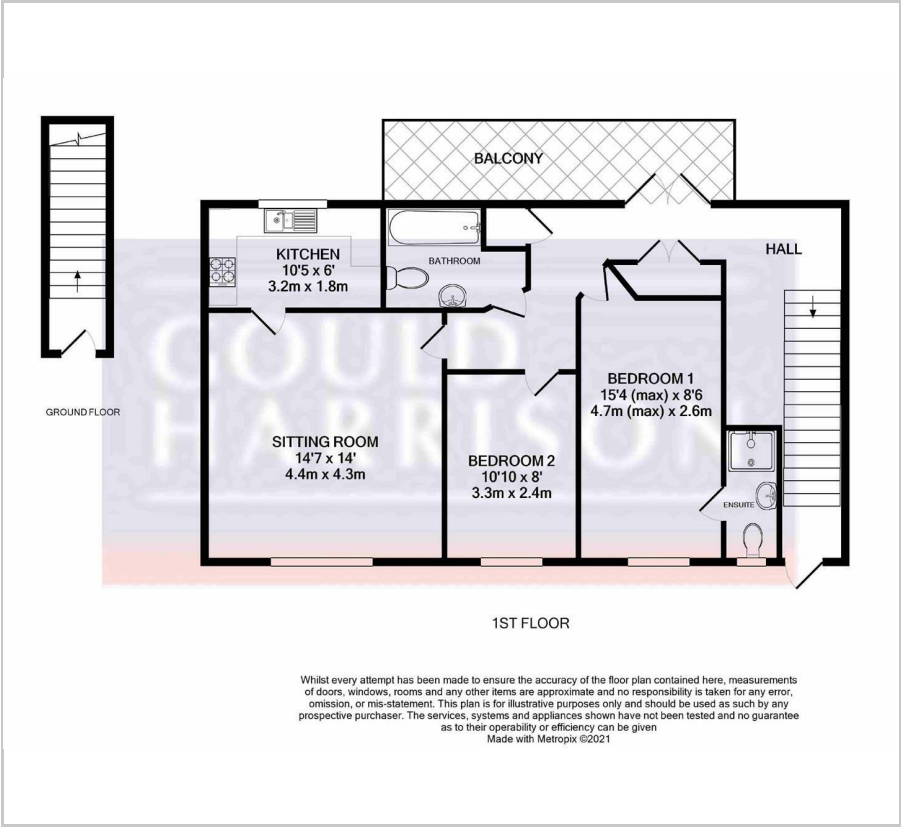 BALCONY
KITCHEN
10'5 x 6'
3.2m x 1.8m
BATHROOM
HALL
GROUND FLOOR
GOULD
HARRISON
SITTING ROOM
14'7 x 14'
4.4m x 4.3m
BEDROOM 2
10'10 x 8'
3.3m x 2.4m
BEDROOM 1
15'4 (max) x 8'6
4.7m (max) x 2.6m
ENSUITE
1ST FLOOR
Whilst every attempt has been made to ensure the accuracy of the floor plan contained here, measurements
of doors, windows, rooms and any other items are approximate and no responsibility is taken for any error,
omission, or mis-statement. This plan is for illustrative purposes only and should be used as such by any
prospective purchaser. The services, systems and appliances shown have not been tested and no guarantee
as to their operability or efficiency can be given
Made with Metropix ©2021